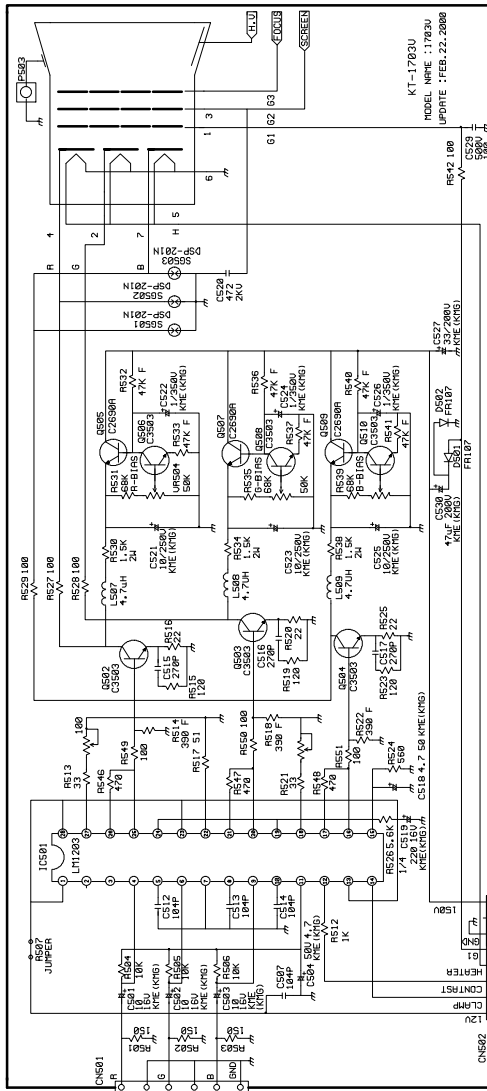 P503
H.V
FOCUS
SCREEN
G3
G2
G1
1
3
6
5
H
4
2
7
R
G
B
KT-1703U
MODEL NAME :1703V
UPDATE :FEB.22.2000
R542 100
C529
500V
SG503
DSP-201N
SG502
DSP-201N
SG501
DSP-201N
C520
472
2KV
R529 100
R527 100
R528 100
Q505
C2690A
R532
47K F
C522
1/350V
KME(KMG)
Q506
C3503
R533
47K F
R531
68K
R-BIAS
VR504
50K
R530
1.5K
2W
L507
4.7uH
C521
10/250V
KME(KMG)
Q507
C2690A
R536
47K F
C524
1/350V
KME(KMG)
Q508
C3503
R537
47K F
R535
68K
G-BIAS
50K
R534
1.5K
2W
L508
4.7UH
C523
10/250V
KME(KMG)
Q509
C2690A
R540
47K F
C526
1/350V
KME(KMG)
Q510
C3503
R541
47K F
R539
68K
B-BIAS
R538
1.5K
2W
L509
4.7UH
C525
10/250V
KME(KMG)
C527
33/200V
KME(KMG)
D502
FR107
D501
FR107
C530
47uF 200V
KME(KMG)
Q502
C3503
R516
22
C515
270P
R515
120
Q503
C3503
C516
270P
R520
22
R519
120
Q504
C3503
R525
22
C517
270P
R523
120
R513
33
100
R546
470
R549
100
R514
390 F
R517 51
R547
470
R550 100
R518
390 F
R521
33
100
R548
470
R551
100
R522
390 F
R524
560
C518 4.7 50 KME(KMG)
R526 5.6K
1/4
C519
220 16V
KME(KMG)
IC501
LM1203
R507
JUMPER
C512
104P
C513
104P
C514
104P
R504
10K
C501
10
16V
KME(KMG)
R505
10K
C502
10
16V
KME(KMG)
R506
10K
C503
10
16V
KME
(KMG)
C507
104P
C504
50V 4.7
KME(KMG)
R512
1K
R501
150
R502
150
R503
150
CN501
R
G
B
GND
150V
GND
G1
HEATER
CONTAST
CLAMP
12V
CN502